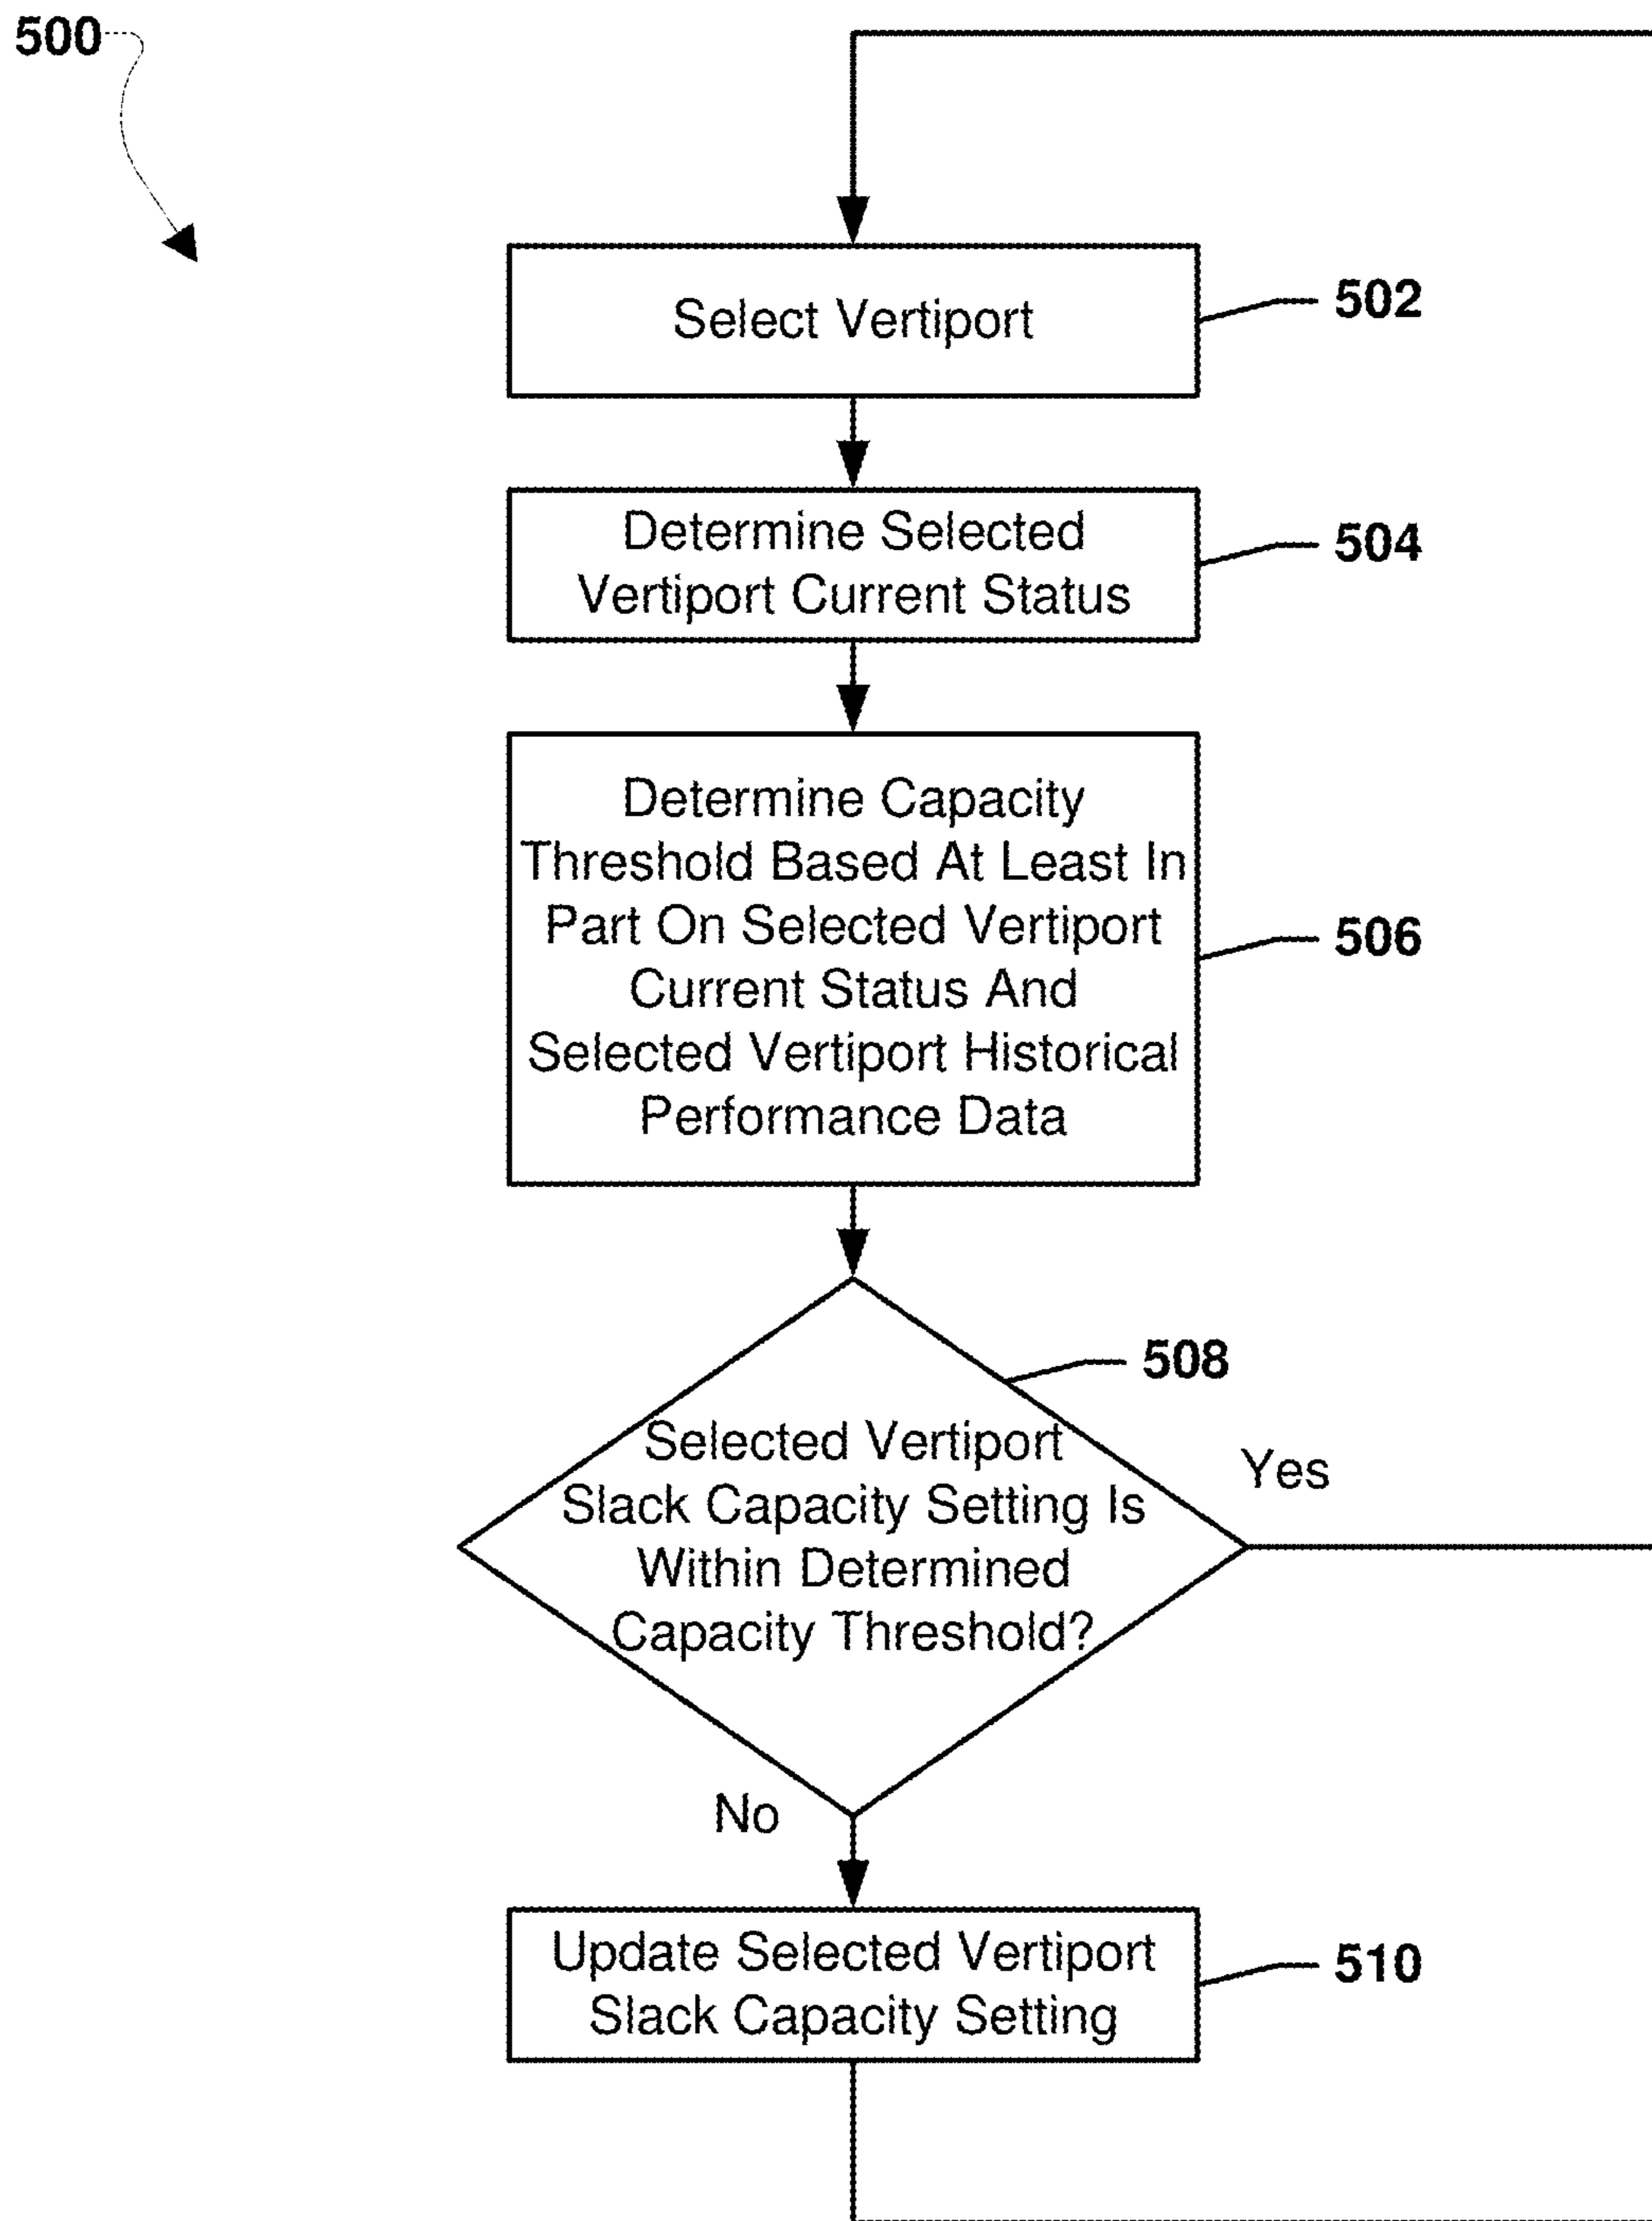 500
Select Vertiport
502
Determine Selected
Vertiport Current Status
504
Determine Capacity
Threshold Based At Least In
Part On Selected Vertiport
Current Status And
Selected Vertiport Historical
Performance Data
506
508
Selected Vertiport
Slack Capacity Setting Is
Within Determined
Capacity Threshold?
Yes
No
Update Selected Vertiport
Slack Capacity Setting
510